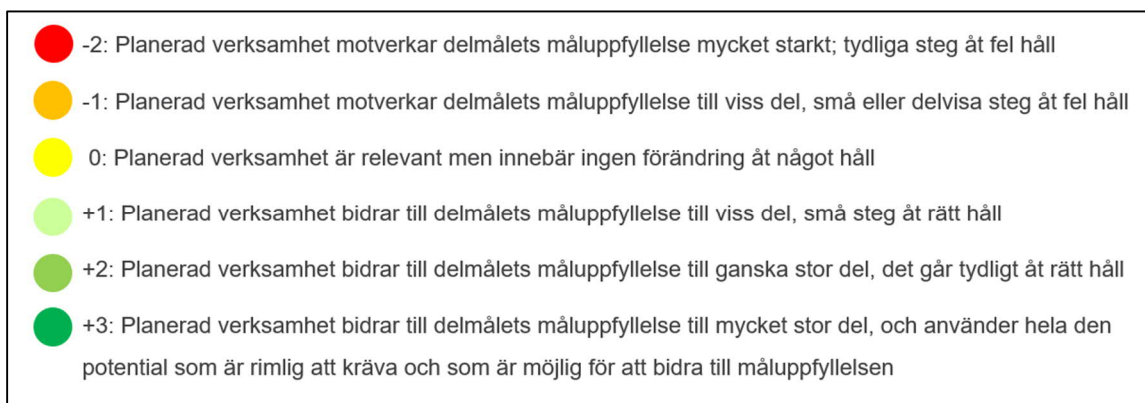 -2: Planerad verksamhet motverkar delmålets måluppfyllelse mycket starkt; tydliga steg åt fel håll
-1: Planerad verksamhet motverkar delmålets måluppfyllelse till viss del, små eller delvisa steg åt fel håll
0: Planerad verksamhet är relevant men innebär ingen förändring åt något håll
+1: Planerad verksamhet bidrar till delmålets måluppfyllelse till viss del, små steg åt rätt håll
+2: Planerad verksamhet bidrar till delmålets måluppfyllelse till ganska stor del, det går tydligt åt rätt håll
+3: Planerad verksamhet bidrar till delmålets måluppfyllelse till mycket stor del, och använder hela den
potential som är rimlig att kräva och som är möjlig för att bidra till måluppfyllelsen